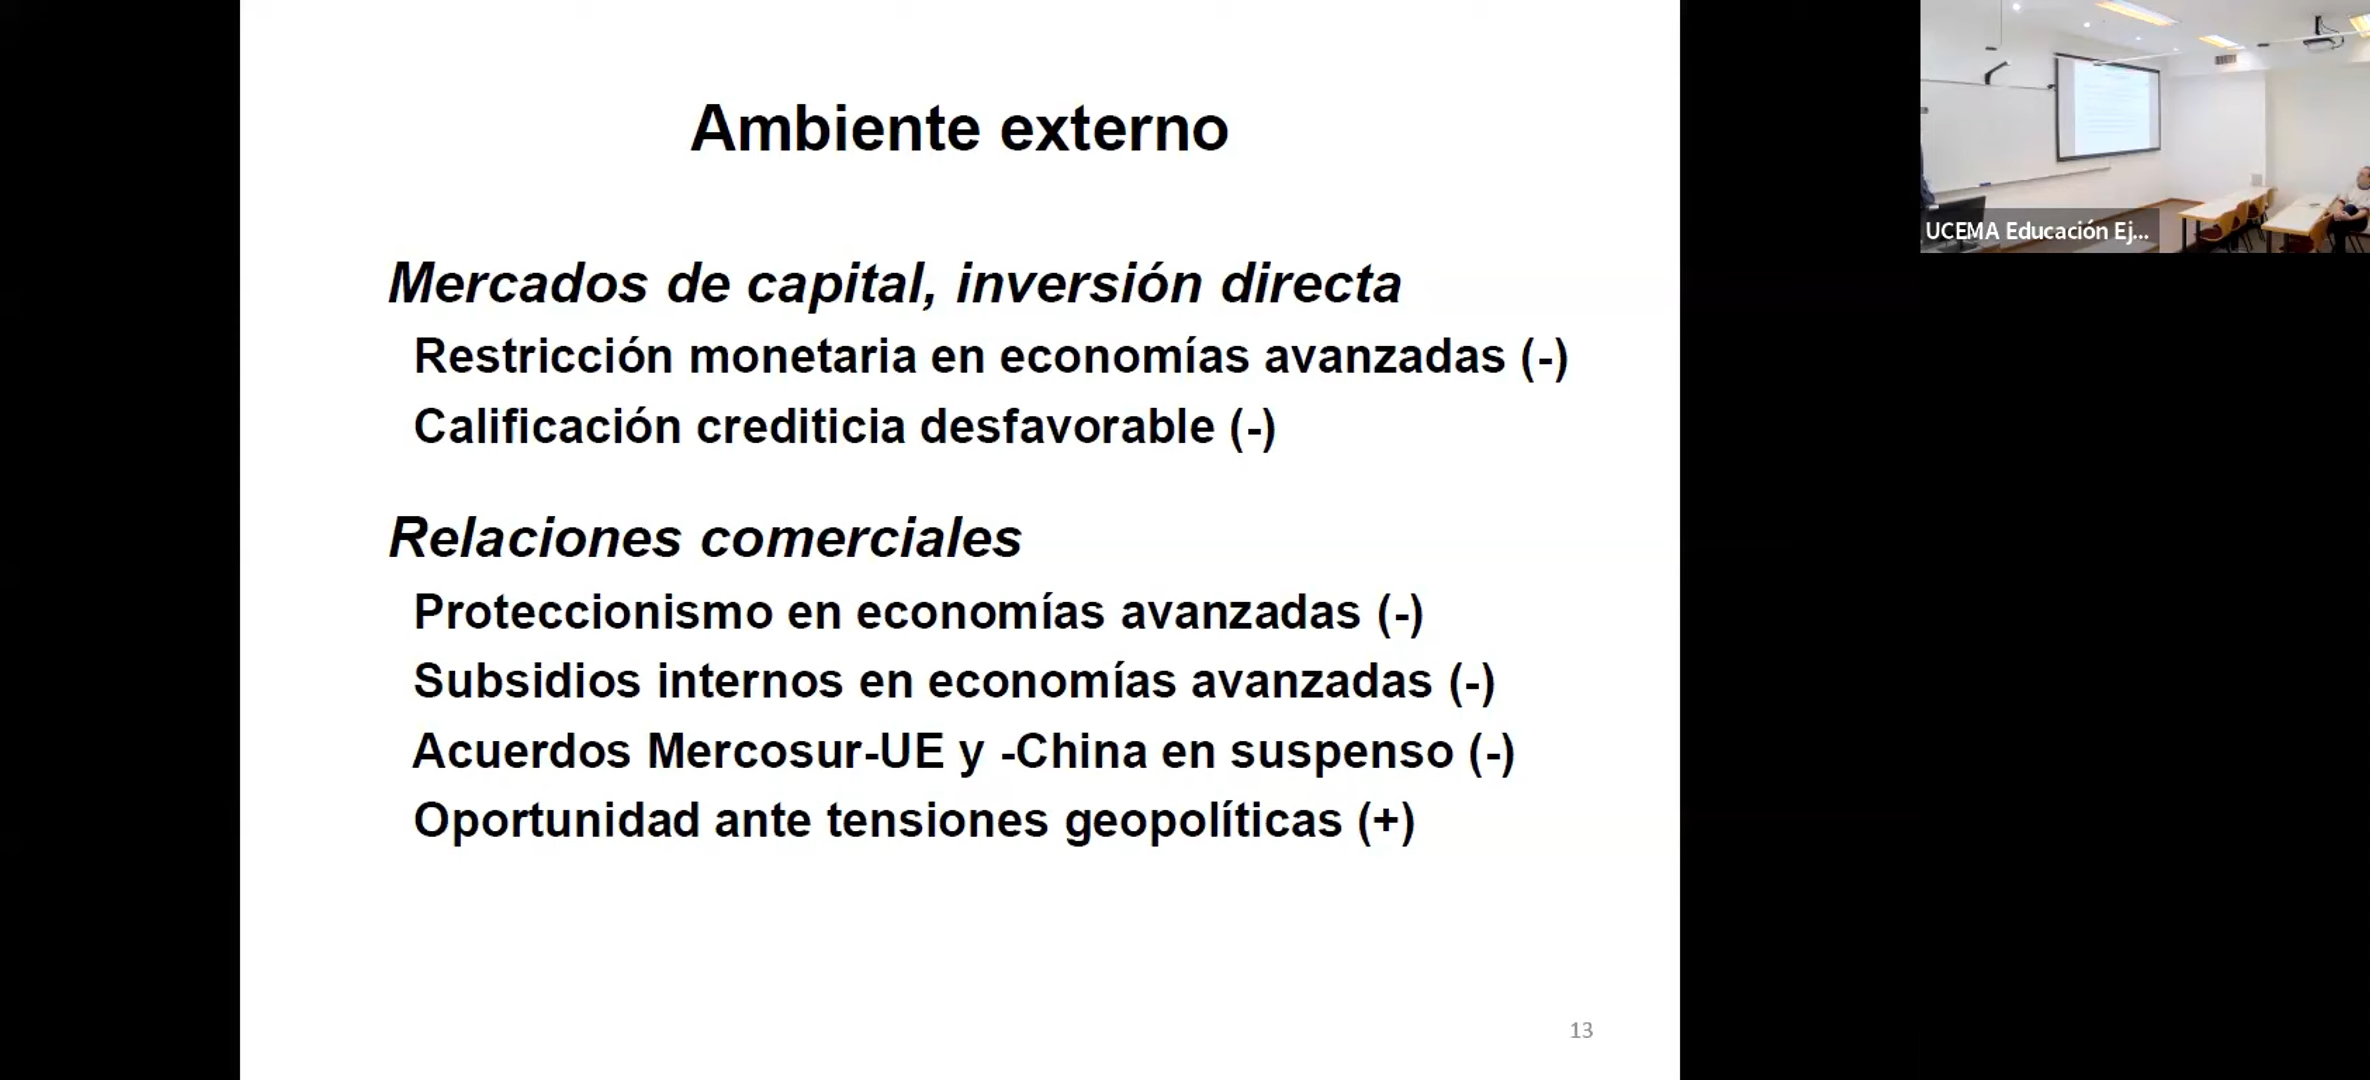 Ambiente externo
UCEMA Educación Ej...
Mercados de capital, inversión directa
Restricción monetaria en economías avanzadas (-)
Calificación crediticia desfavorable (-)
Relaciones comerciales
Proteccionismo en economías avanzadas (-)
Subsidios internos en economías avanzadas (-)
Acuerdos Mercosur-UE y -China en suspenso (-)
Oportunidad ante tensiones geopolíticas (+)
13